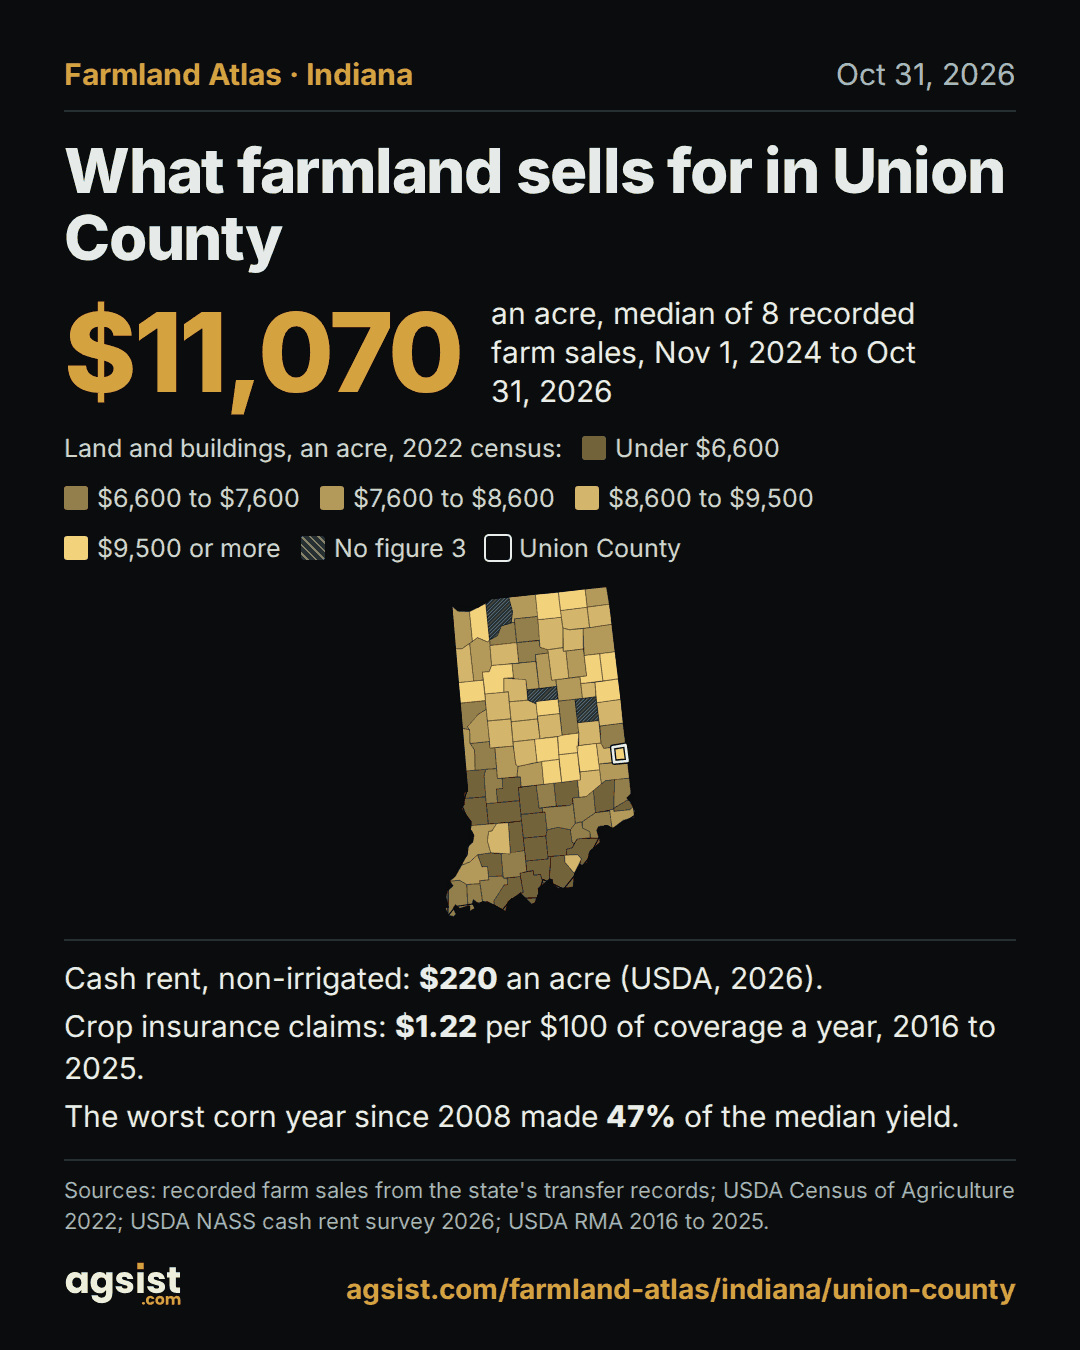 Farmland Atlas · Indiana
Oct 31, 2026
What farmland sells for in Union
County
$11,070
an acre, median of 8 recorded
farm sales, Nov 1, 2024 to Oct
31, 2026
Land and buildings, an acre, 2022 census: Under $6,600
$6,600 to $7,600 $7,600 to $8,600 $8,600 to $9,500
$9,500 or more No figure 3 Union County
Cash rent, non-irrigated: $220 an acre (USDA, 2026).
Crop insurance claims: $1.22 per $100 of coverage a year, 2016 to
2025.
The worst corn year since 2008 made 47% of the median yield.
Sources: recorded farm sales from the state's transfer records; USDA Census of Agriculture
2022; USDA NASS cash rent survey 2026; USDA RMA 2016 to 2025.
agsist
.com
agsist.com/farmland-atlas/indiana/union-county